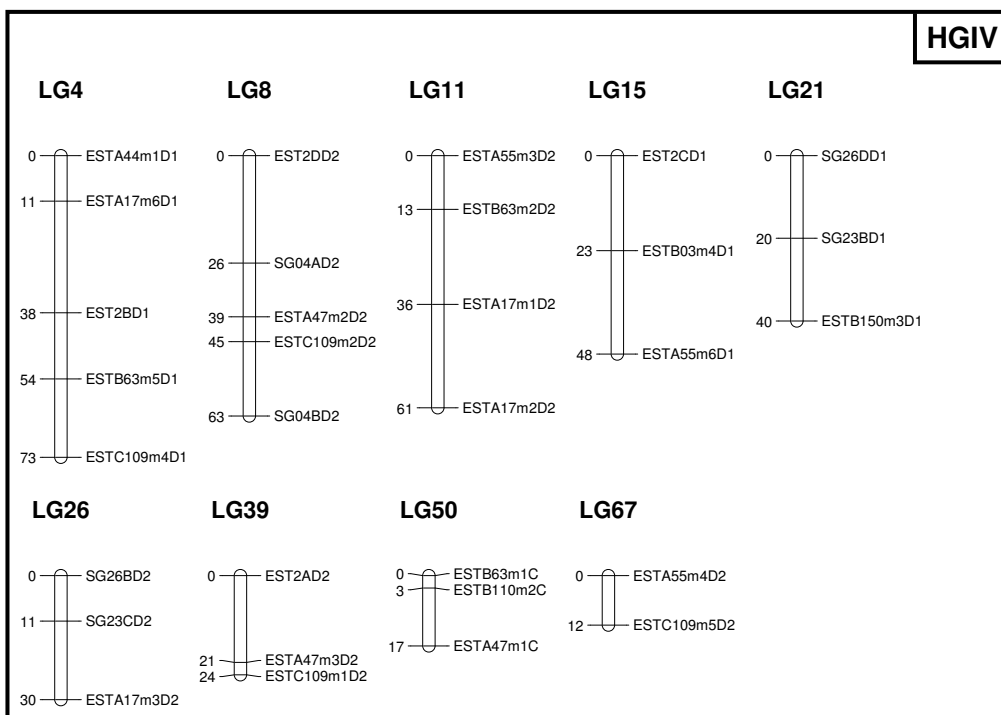 HGIV
LG4 LG8 LG11 LG15 LG21
0 ESTA44m1D1
11 ESTA17m6D1
38 EST2BD1
54 ESTB63m5D1
73 ESTC109m4D1
0 EST2DD2
26 SG04AD2
39 ESTA47m2D2
45 ESTC109m2D2
63 SG04BD2
0 ESTA55m3D2
13 ESTB63m2D2
36 ESTA17m1D2
61 ESTA17m2D2
0 EST2CD1
23 ESTB03m4D1
48 ESTA55m6D1
0 SG26DD1
20 SG23BD1
40 ESTB150m3D1
LG26 LG39 LG50 LG67
0 SG26BD2
11 SG23CD2
30 ESTA17m3D2
0 EST2AD2
21 ESTA47m3D2
24 ESTC109m1D2
0 ESTB63m1C
3 ESTB110m2C
17 ESTA47m1C
0 ESTA55m4D2
12 ESTC109m5D2